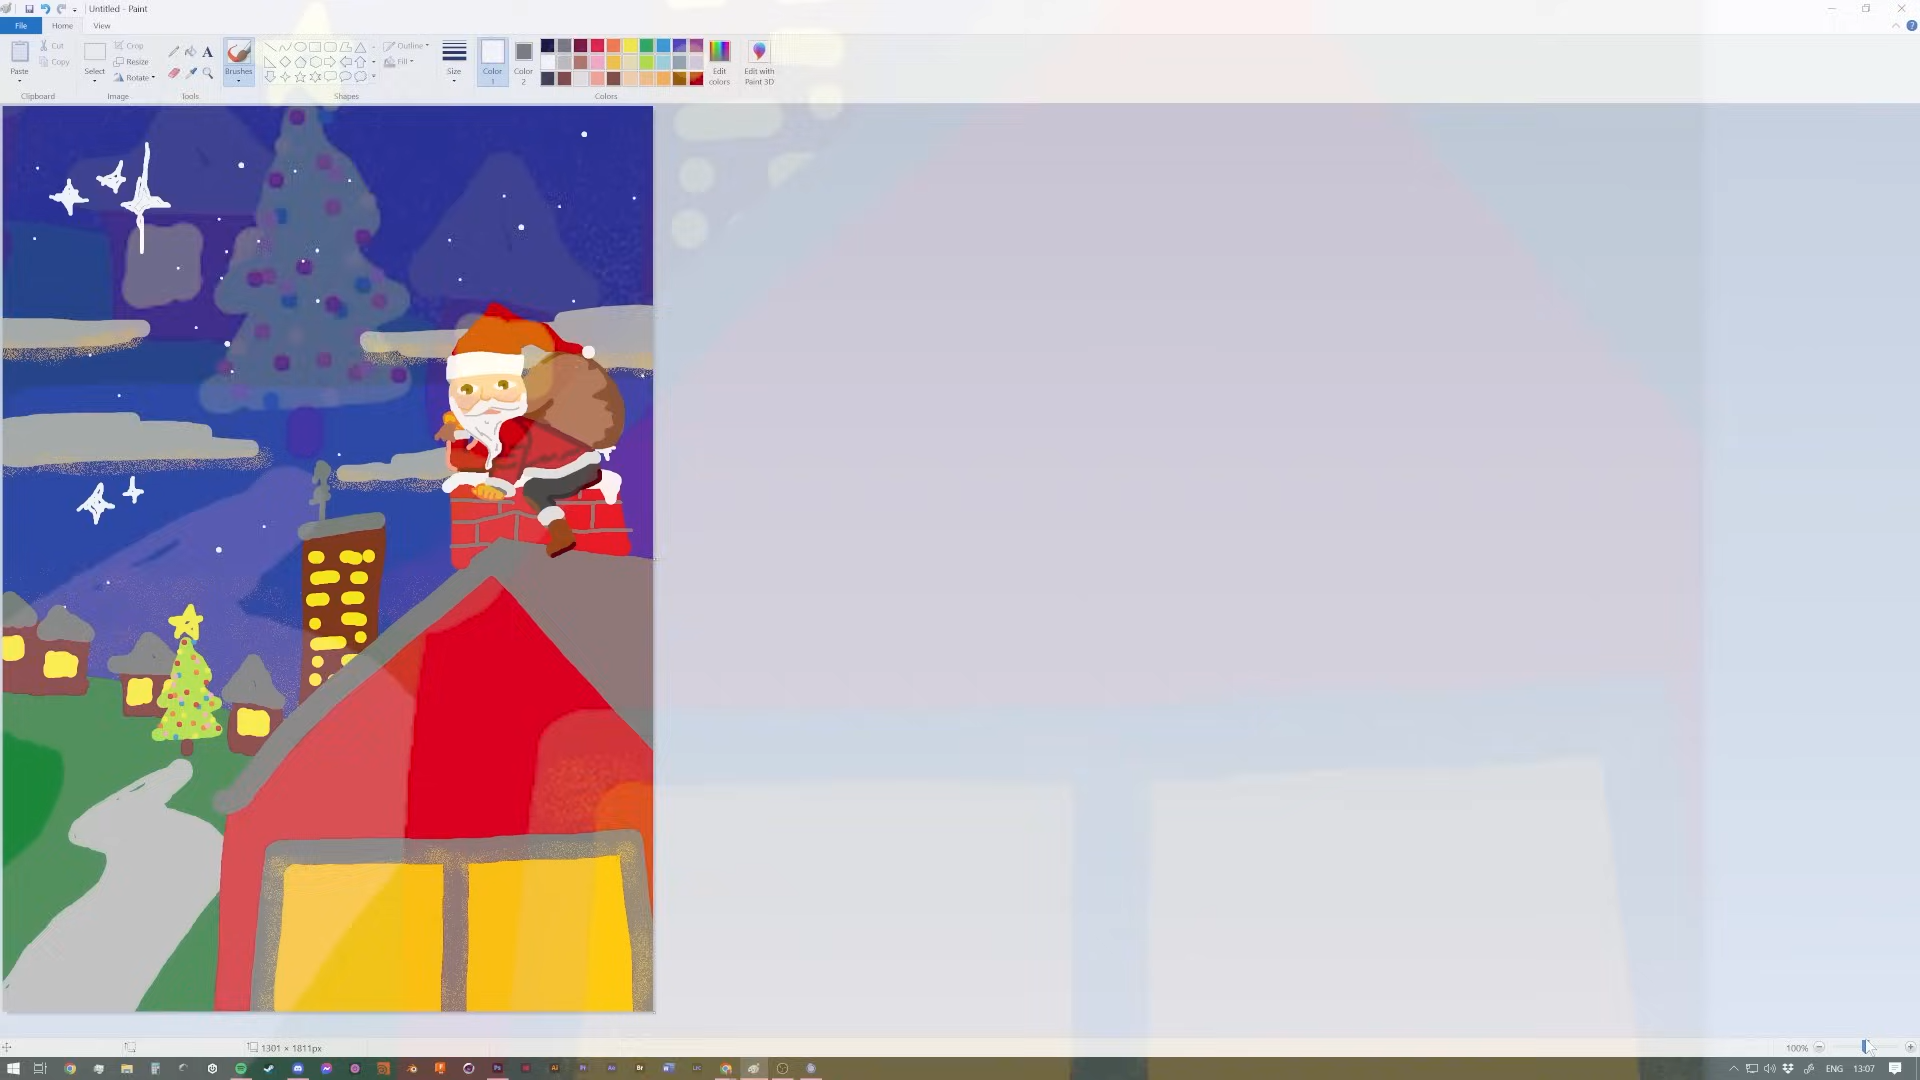 Untitled - Paint
File Home View
Paste
Cut
Copy
Clipboard
Select
Crop
Resize
Rotate
Image
Tools
Brushes
Outline
Fill
Shapes
Size
Color 1
Color 2
Edit colors
Edit with Paint 3D
Colors
1301 × 1811px
100%
ENG 13:07